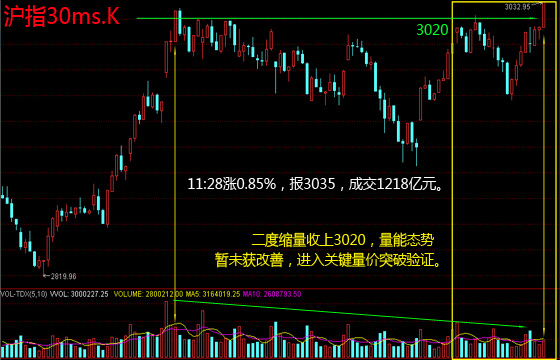 沪指30ms.K
3032.95
3020
11:28涨0.85%，报3035，成交1218亿元。
二度缩量收上3020，量能态势
暂未获改善，进入关键量价突破验证。
2819.96
VOL-TDX(5,10) VVOL: 3000227.25 VOLUME: 2800212.00 MA5: 3164019.25 MA10: 2688793.50